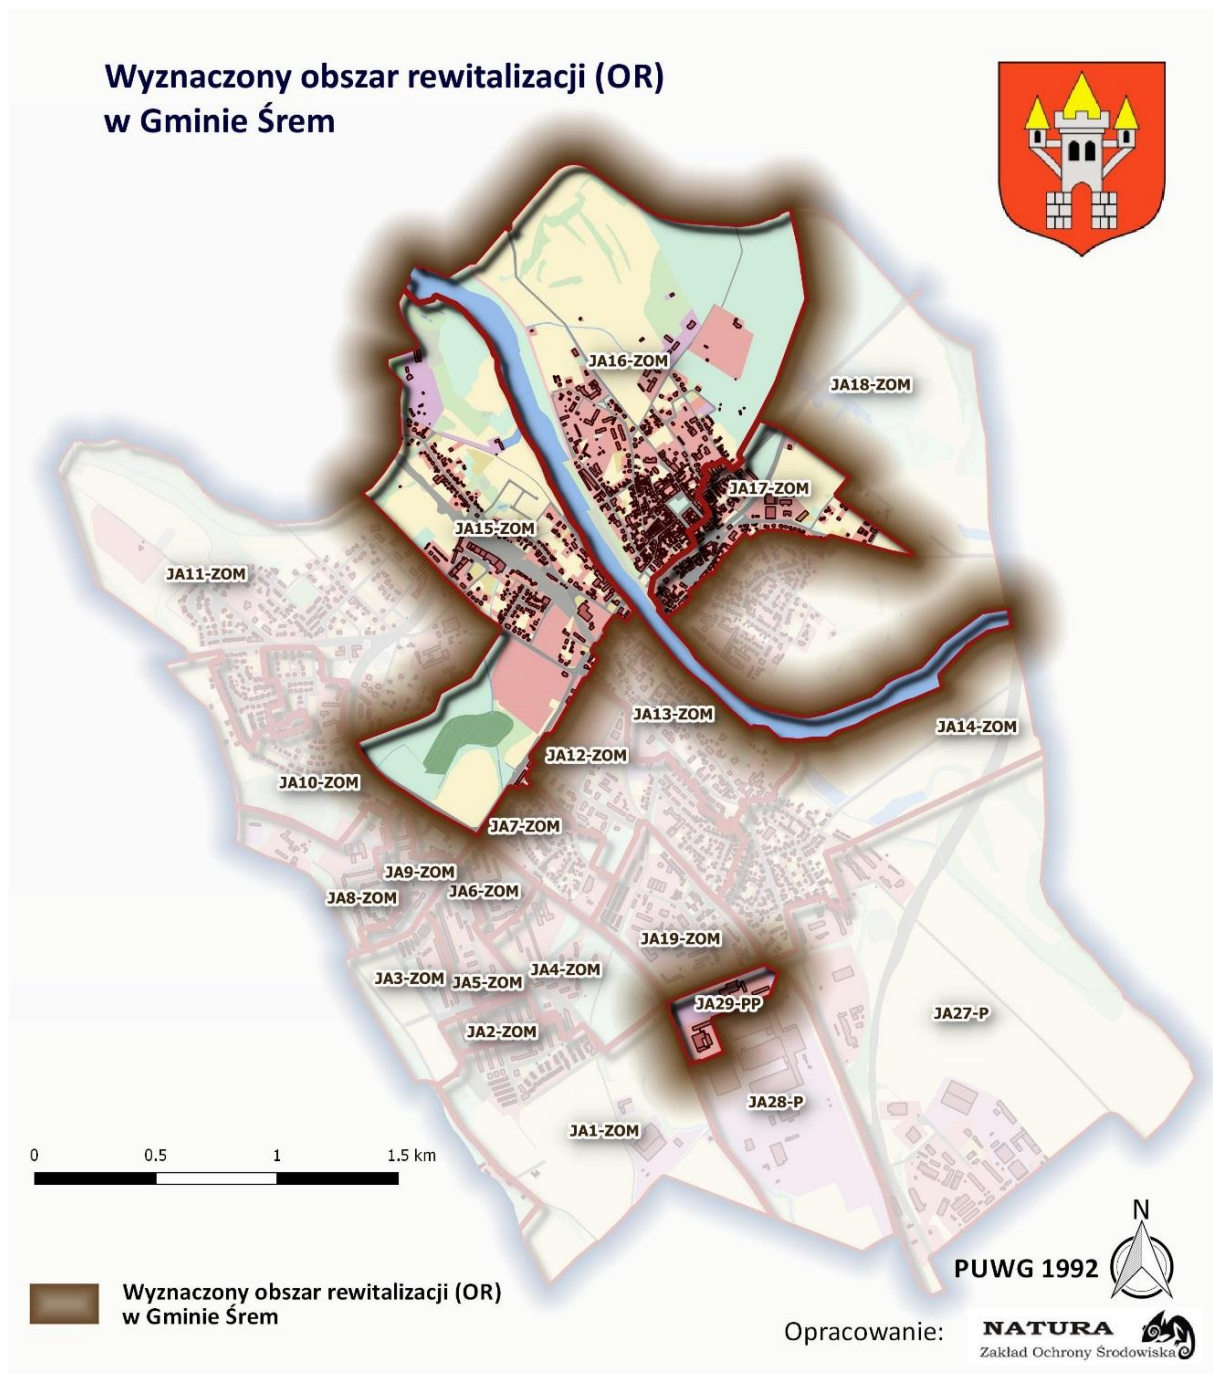 Wyznaczony obszar rewitalizacji (OR)
w Gminie Śrem
JA16-ZOM
JA18-ZOM
JA17-ZOM
JA15-ZOM
JA11-ZOM
JA13-ZOM
JA14-ZOM
JA12-ZOM
JA10-ZOM
JA7-ZOM
JA9-ZOM
JA6-ZOM
JA8-ZOM
JA19-ZOM
JA4-ZOM
JA3-ZOM
JA5-ZOM
JA29-PP
JA27-P
JA2-ZOM
JA28-P
JA1-ZOM
0 0.5 1 1.5 km
N
PUWG 1992
Wyznaczony obszar rewitalizacji (OR)
w Gminie Śrem
Opracowanie:
NATURA
Zakład Ochrony Środowiska